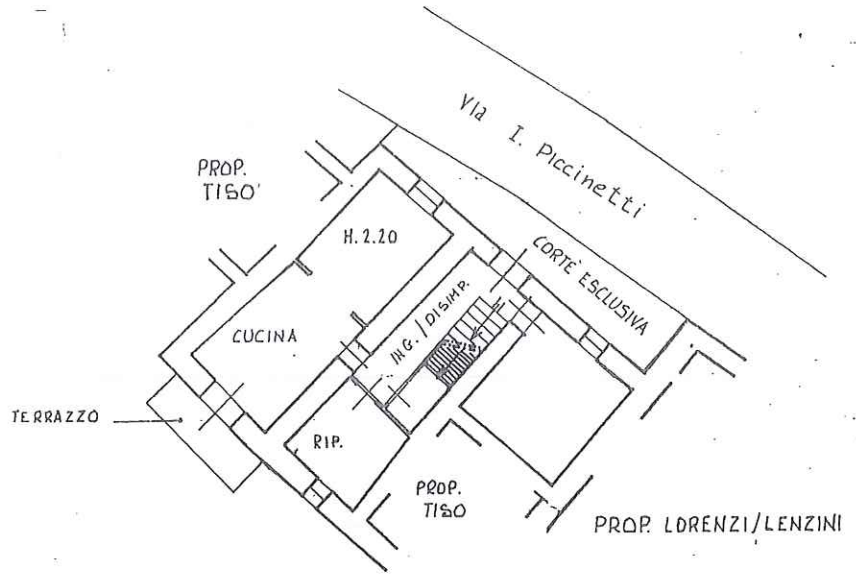 Via I. Piccinetti
PROP.
TISO'
H.2.20
CORTE ESCLUSIVA
ING./DISIMP.
CUCINA
TERRAZZO
RIP.
PROP.
TISO
PROP. LORENZI/LENZINI